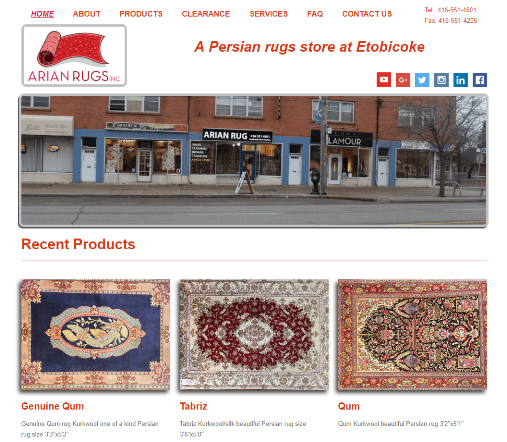 HOME ABOUT PRODUCTS CLEARANCE SERVICES FAQ CONTACT US
Tel: 416-551-4501
Fax: 416-551-4205
ARIAN RUGS INC.
A Persian rugs store at Etobicoke
ARIAN RUG
GLAMOUR
Recent Products
Genuine Qum
Genuine Qum rug Kurkwool one of a kind Persian
rug size 3'3"x5'2"
Tabriz
Tabriz Kurkwool/silk beautiful Persian rug size
3'8"x5'8"
Qum
Qum Kurkwool beautiful Persian rug 3'2"x5'1"